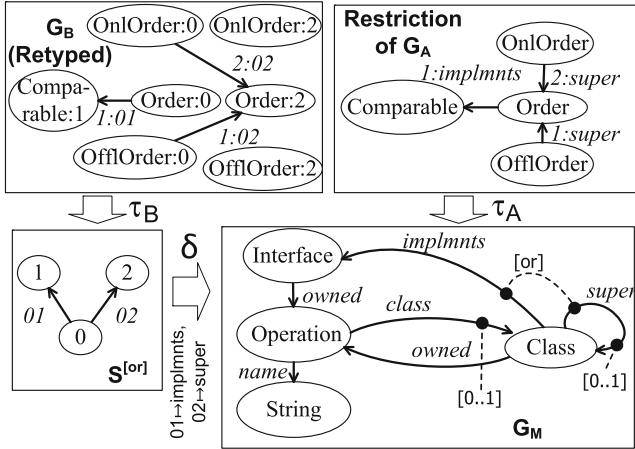 G_B
(Retyped)
OnlOrder:0
OnlOrder:2
2:02
Compa-
rable:1
Order:0
Order:2
1:01
1:02
OfflOrder:0
OfflOrder:2
Restriction
of G_A
OnlOrder
1:implmnts
2:super
Comparable
Order
1:super
OfflOrder
τ_B
τ_A
1
2
01
02
0
S^[or]
δ
01↦implmnts,
02↦super
Interface
implmnts
[or]
super
owned
class
Operation
owned
Class
name
[0..1]
[0..1]
String
G_M